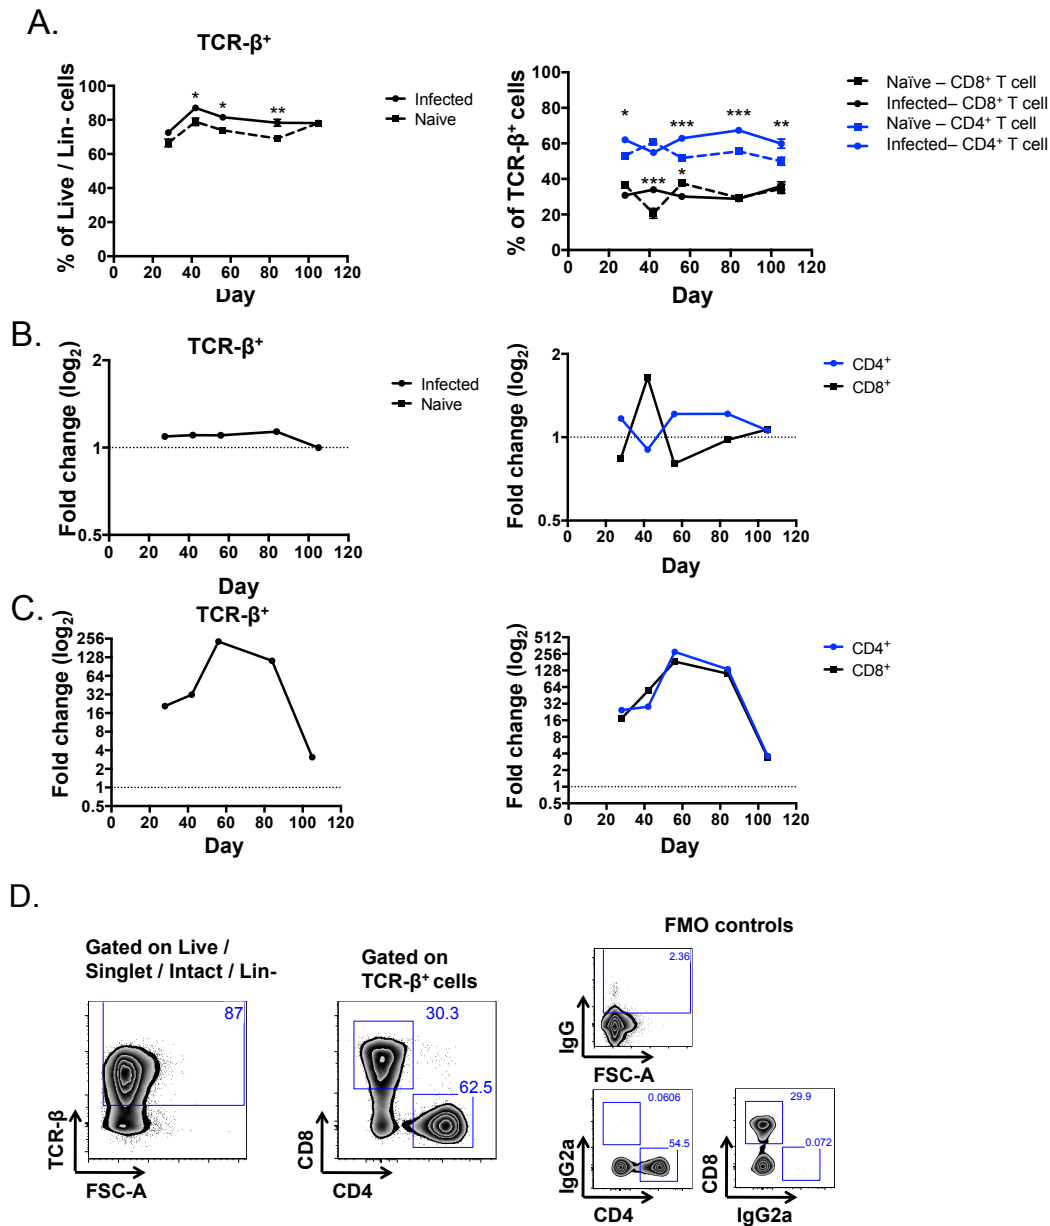 A.
TCR-β⁺
% of Live / Lin- cells
100
80
60
40
20
0
* * **
0 20 40 60 80 100 120
Day
Infected
Naive
% of TCR-β⁺ cells
100
80
60
40
20
0
* *** *** **
*** *
0 20 40 60 80 100 120
Day
Naïve – CD8⁺ T cell
Infected– CD8⁺ T cell
Naïve – CD4⁺ T cell
Infected– CD4⁺ T cell
B.
TCR-β⁺
Fold change (log₂)
2
1
0.5
0 20 40 60 80 100 120
Day
Infected
Naive
Fold change (log₂)
2
1
0.5
0 20 40 60 80 100 120
Day
CD4⁺
CD8⁺
C.
TCR-β⁺
Fold change (log₂)
256
128
64
32
16
8
4
2
1
0.5
0 20 40 60 80 100 120
Day
Fold change (log₂)
512
256
128
64
32
16
8
4
2
1
0.5
0 20 40 60 80 100 120
Day
CD4⁺
CD8⁺
D.
Gated on Live /
Singlet / Intact / Lin-
87
TCR-β
FSC-A
Gated on
TCR-β⁺ cells
30.3
62.5
CD8
CD4
FMO controls
2.36
IgG
FSC-A
0.0606
54.5
IgG2a
CD4
29.9
0.072
CD8
IgG2a